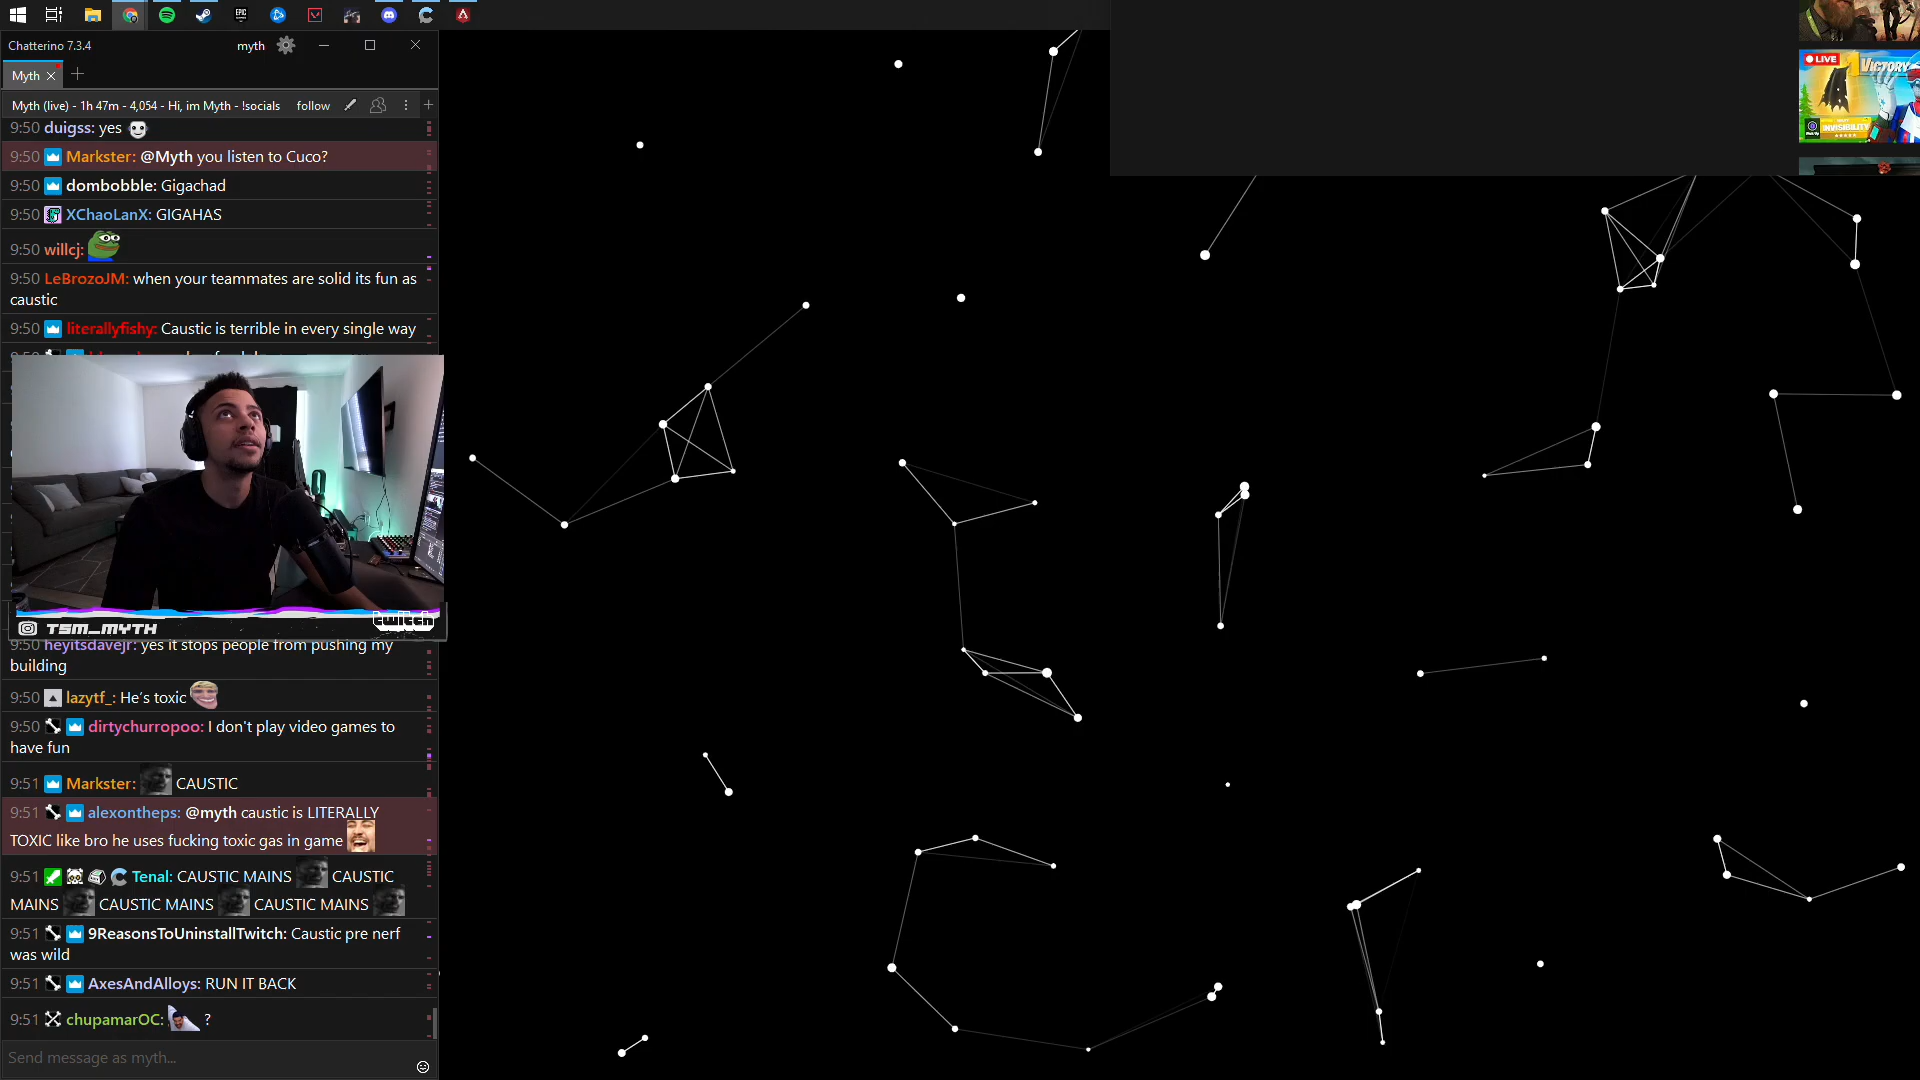 Chatterino 7.3.4
myth
Myth
Myth (live) - 1h 47m - 4,054 - Hi, im Myth - !socials
follow
9:50 duigss: yes
9:50 Markster: @Myth you listen to Cuco?
9:50 dombobble: Gigachad
9:50 XChaoLanX: GIGAHAS
9:50 willcj:
9:50 LeBrozoJM: when your teammates are solid its fun as
caustic
9:50 literallyfishy: Caustic is terrible in every single way
TSM_MYTH
twitch
9:50 heyitsdavejr: yes it stops people from pushing my
building
9:50 lazytf_: He's toxic
9:50 dirtychurropoo: I don't play video games to
have fun
9:51 Markster: CAUSTIC
9:51 alexontheps: @myth caustic is LITERALLY
TOXIC like bro he uses fucking toxic gas in game
9:51 Tenal: CAUSTIC MAINS CAUSTIC
MAINS CAUSTIC MAINS CAUSTIC MAINS
9:51 9ReasonsToUninstallTwitch: Caustic pre nerf
was wild
9:51 AxesAndAlloys: RUN IT BACK
9:51 chupamarOC: ?
Send message as myth...
LIVE
VICTORY
INVISIBILITY